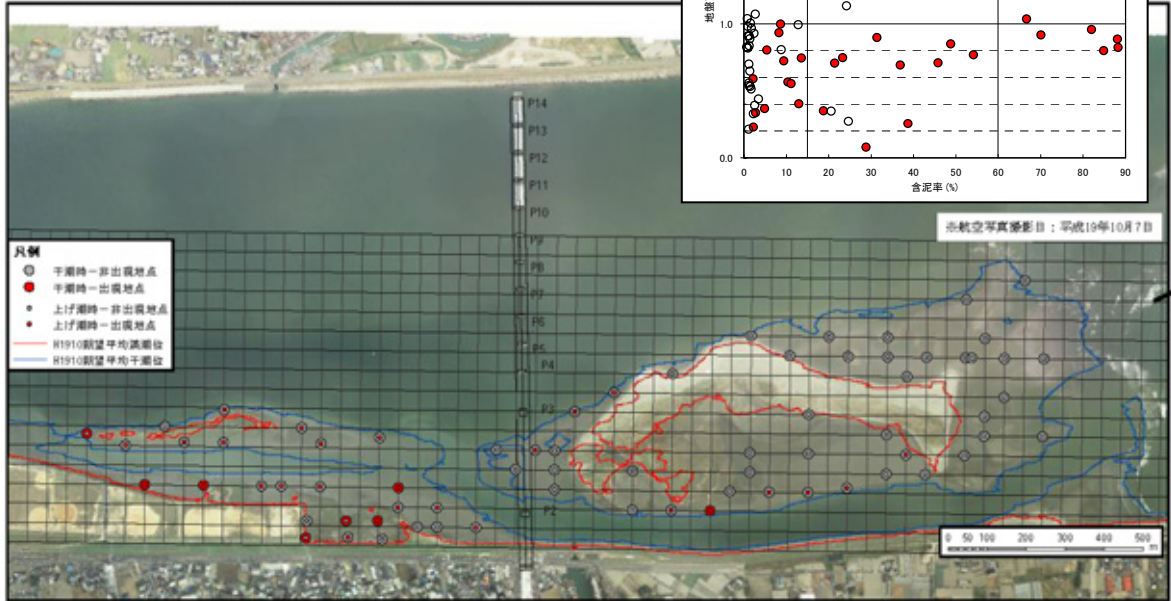 地盤
1.0
0.0
0 10 20 30 40 50 60 70 80 90
含泥率(%)
※航空写真撮影日：平成19年10月7日
P14
P13
P12
P11
P10
P9
P8
P7
P6
P5
P4
P3
P2
凡例
干潮時－非出現地点
干潮時－出現地点
上げ潮時－非出現地点
上げ潮時－出現地点
H1910朔望平均満潮位
H1910朔望平均干潮位
0 50 100 200 300 400 500
m